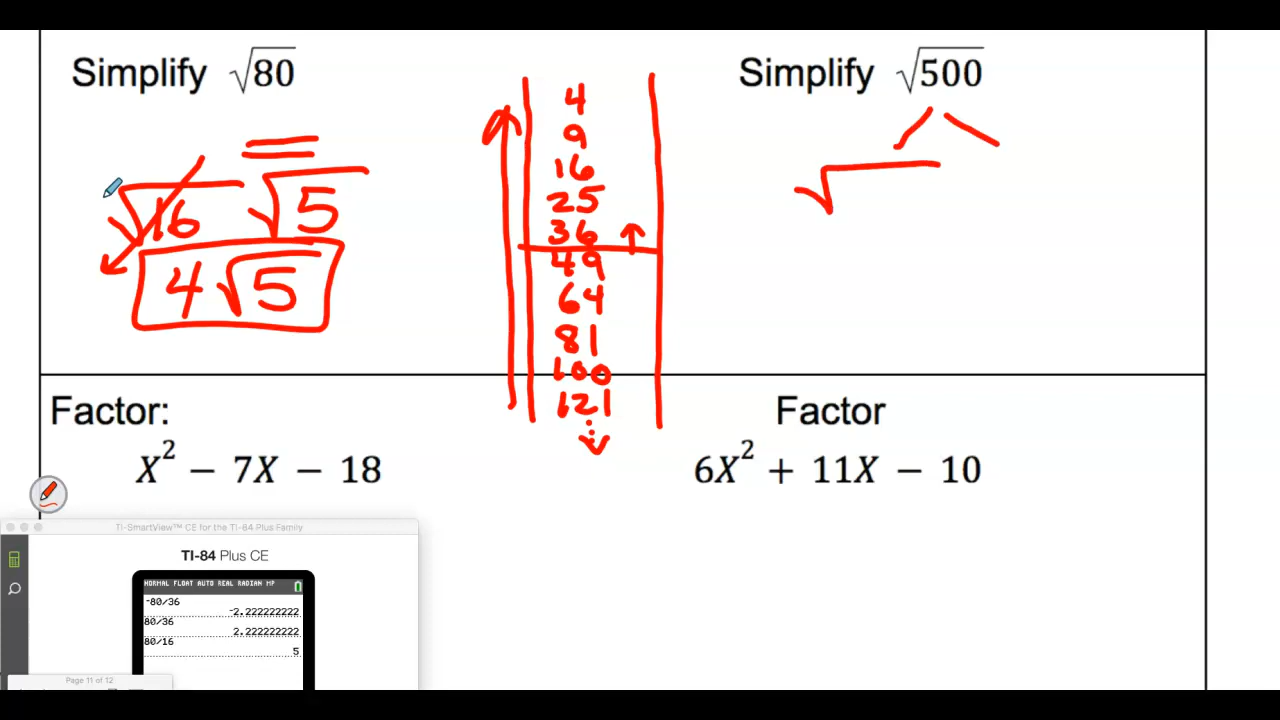 Simplify √80
√16 √5
4√5
4
9
16
25
36
49
64
81
100
121
Simplify √500
√
Factor:
X² − 7X − 18
Factor
6X² + 11X − 10
TI-SmartView™ CE for the TI-84 Plus Family
TI-84 Plus CE
NORMAL FLOAT AUTO REAL RADIAN MP
-80/36
-2.222222222
80/36
2.222222222
80/16
5
Page 11 of 12